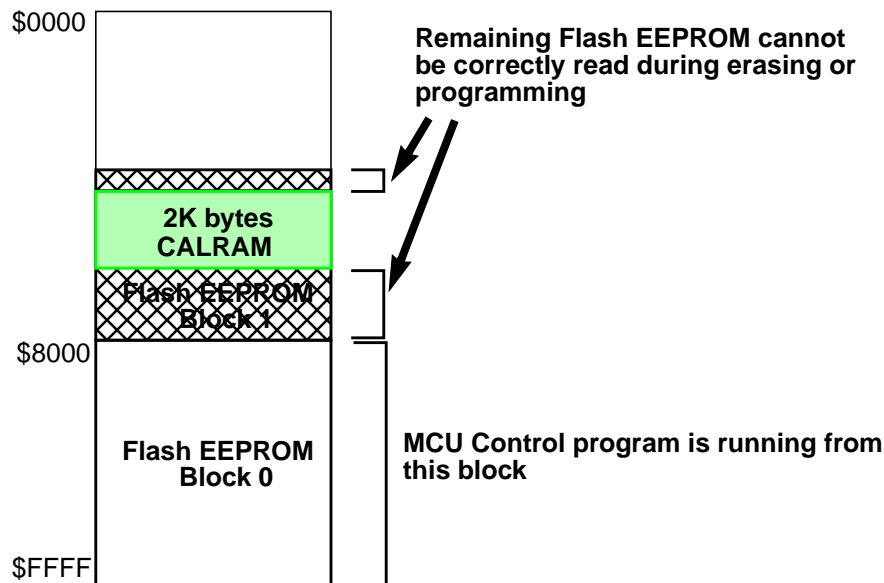 $0000
Remaining Flash EEPROM cannot
be correctly read during erasing or
programming
2K bytes
CALRAM
Flash EEPROM
Block 1
$8000
Flash EEPROM
Block 0
MCU Control program is running from
this block
$FFFF